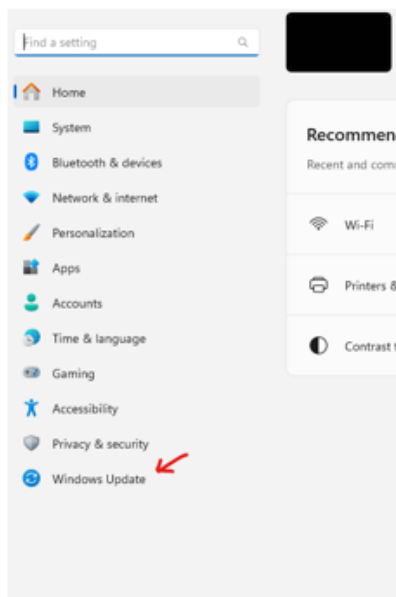 Find a setting
Home
System
Bluetooth & devices
Network & internet
Personalization
Apps
Accounts
Time & language
Gaming
Accessibility
Privacy & security
Windows Update
Recommen
Recent and com
Wi-Fi
Printers &
Contrast t